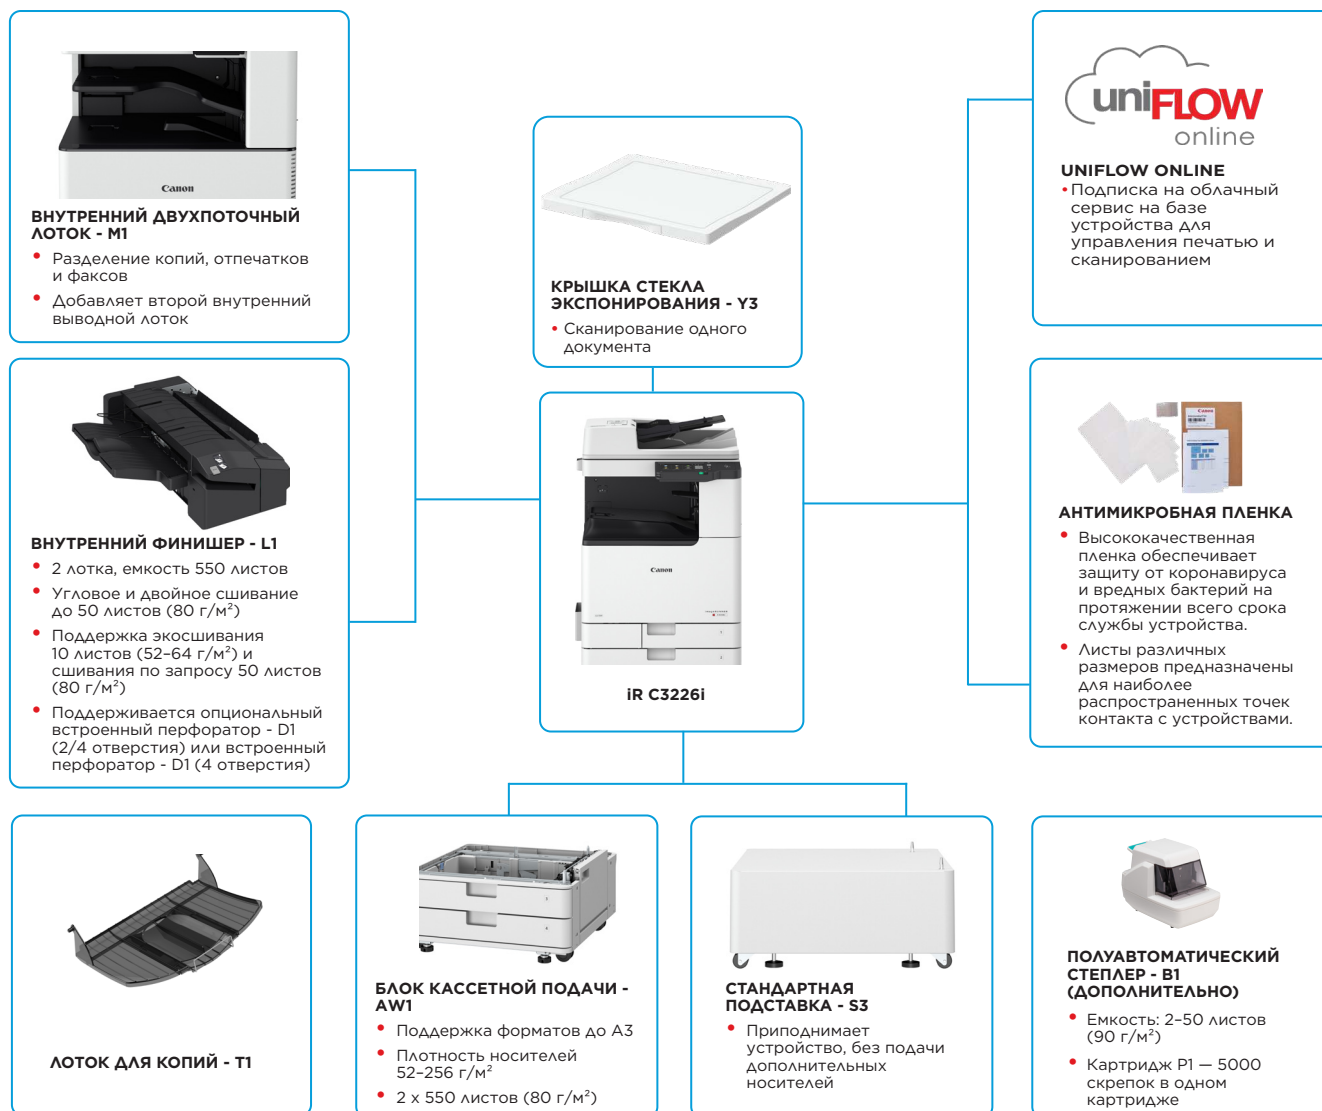 Canon
ВНУТРЕННИЙ ДВУХПОТОЧНЫЙ
ЛОТОК - M1
• Разделение копий, отпечатков
и факсов
• Добавляет второй внутренний
выводной лоток
КРЫШКА СТЕКЛА
ЭКСПОНИРОВАНИЯ - Y3
• Сканирование одного
документа
uniFLOW
online
UNIFLOW ONLINE
• Подписка на облачный
сервис на базе
устройства для
управления печатью и
сканированием
ВНУТРЕННИЙ ФИНИШЕР - L1
• 2 лотка, емкость 550 листов
• Угловое и двойное сшивание
до 50 листов (80 г/м²)
• Поддержка экосшивания
10 листов (52–64 г/м²) и
сшивания по запросу 50 листов
(80 г/м²)
• Поддерживается опциональный
встроенный перфоратор - D1
(2/4 отверстия) или встроенный
перфоратор - D1 (4 отверстия)
Canon
iR C3226i
Canon
АНТИМИКРОБНАЯ ПЛЕНКА
• Высококачественная
пленка обеспечивает
защиту от коронавируса
и вредных бактерий на
протяжении всего срока
службы устройства.
• Листы различных
размеров предназначены
для наиболее
распространенных точек
контакта с устройствами.
ЛОТОК ДЛЯ КОПИЙ - T1
БЛОК КАССЕТНОЙ ПОДАЧИ -
AW1
• Поддержка форматов до A3
• Плотность носителей
52–256 г/м²
• 2 x 550 листов (80 г/м²)
СТАНДАРТНАЯ
ПОДСТАВКА - S3
• Приподнимает
устройство, без подачи
дополнительных
носителей
ПОЛУАВТОМАТИЧЕСКИЙ
СТЕПЛЕР - B1
(ДОПОЛНИТЕЛЬНО)
• Емкость: 2–50 листов
(90 г/м²)
• Картридж P1 — 5000
скрепок в одном
картридже